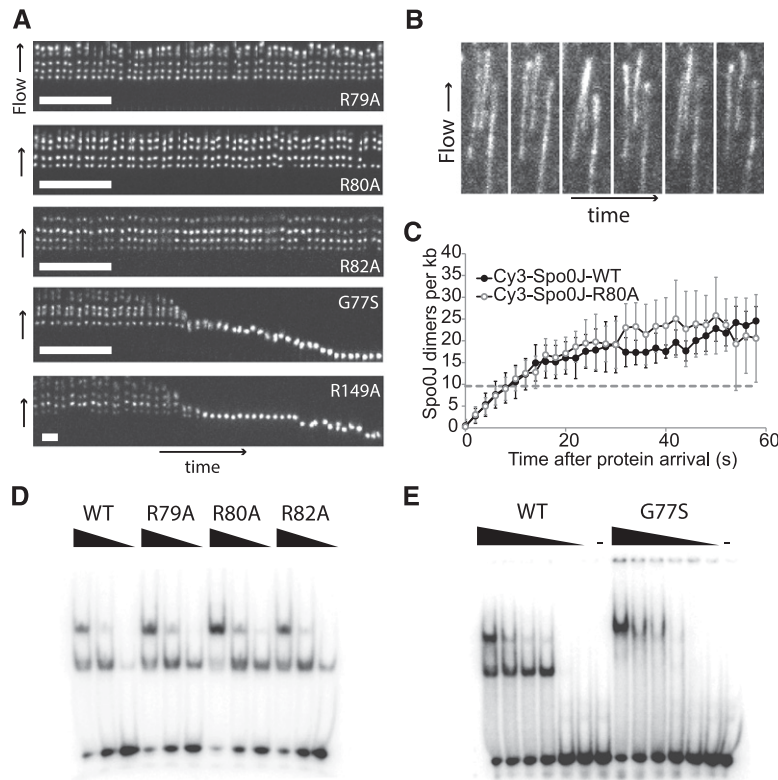 A
Flow
R79A
R80A
R82A
G77S
R149A
time
B
Flow
time
C
Spo0J dimers per kb
40
35
30
25
20
15
10
5
0
Cy3-Spo0J-WT
Cy3-Spo0J-R80A
0 20 40 60
Time after protein arrival (s)
D
WT R79A R80A R82A
E
WT - G77S -